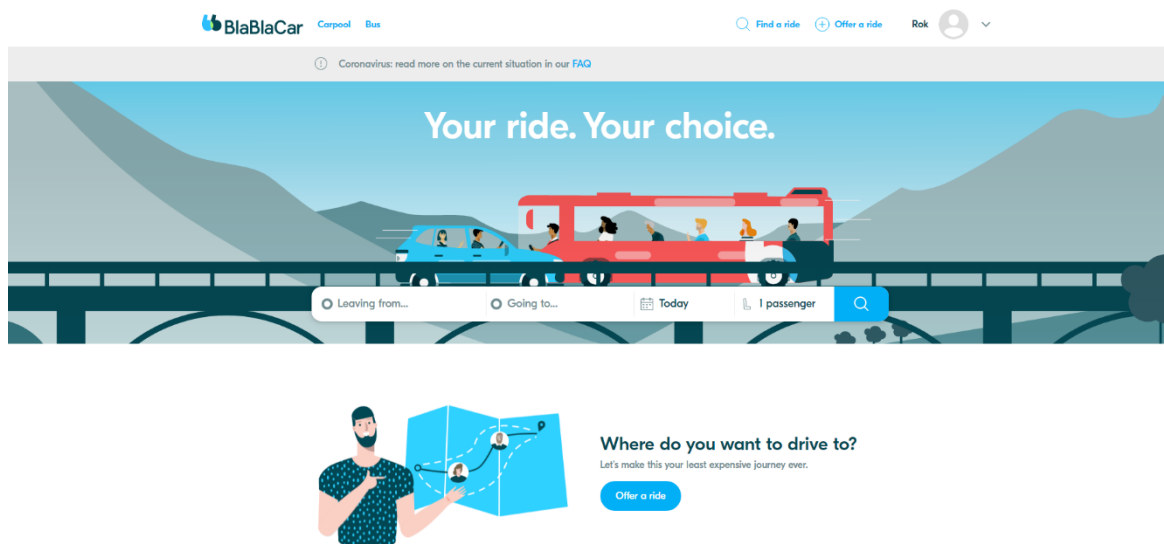 BlaBlaCar Carpool Bus Find a ride Offer a ride Rok
Coronavirus: read more on the current situation in our FAQ
Your ride. Your choice.
Leaving from... Going to... Today 1 passenger
Where do you want to drive to?
Let's make this your least expensive journey ever.
Offer a ride